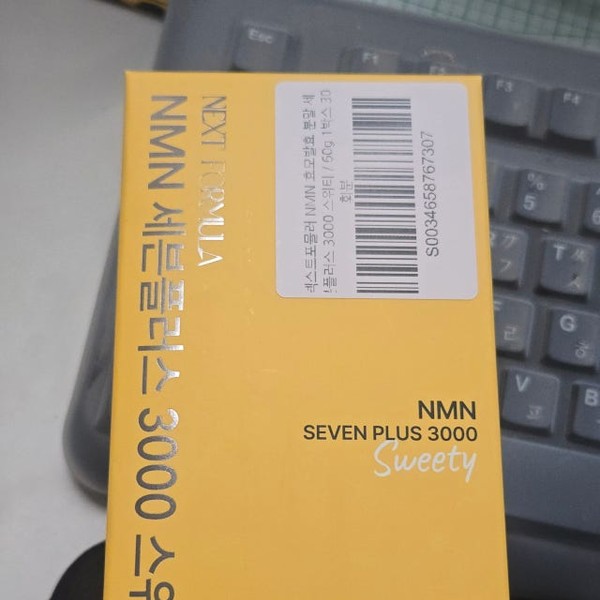 NEXT FORMULA
NMN 세븐플러스 3000 스위
넥스트포뮬러 NMN 효모발효 분말 세
븐플러스 3000 스위티 / 60g 1박스 30
회분
S0034658767307
NMN
SEVEN PLUS 3000
Sweety
Esc
F1
F3
F4
%
5
R
ㄲ
ㄱ
T
ㅆ
ㅅ
F
ㄹ
G
ㅎ
V
ㅍ
B